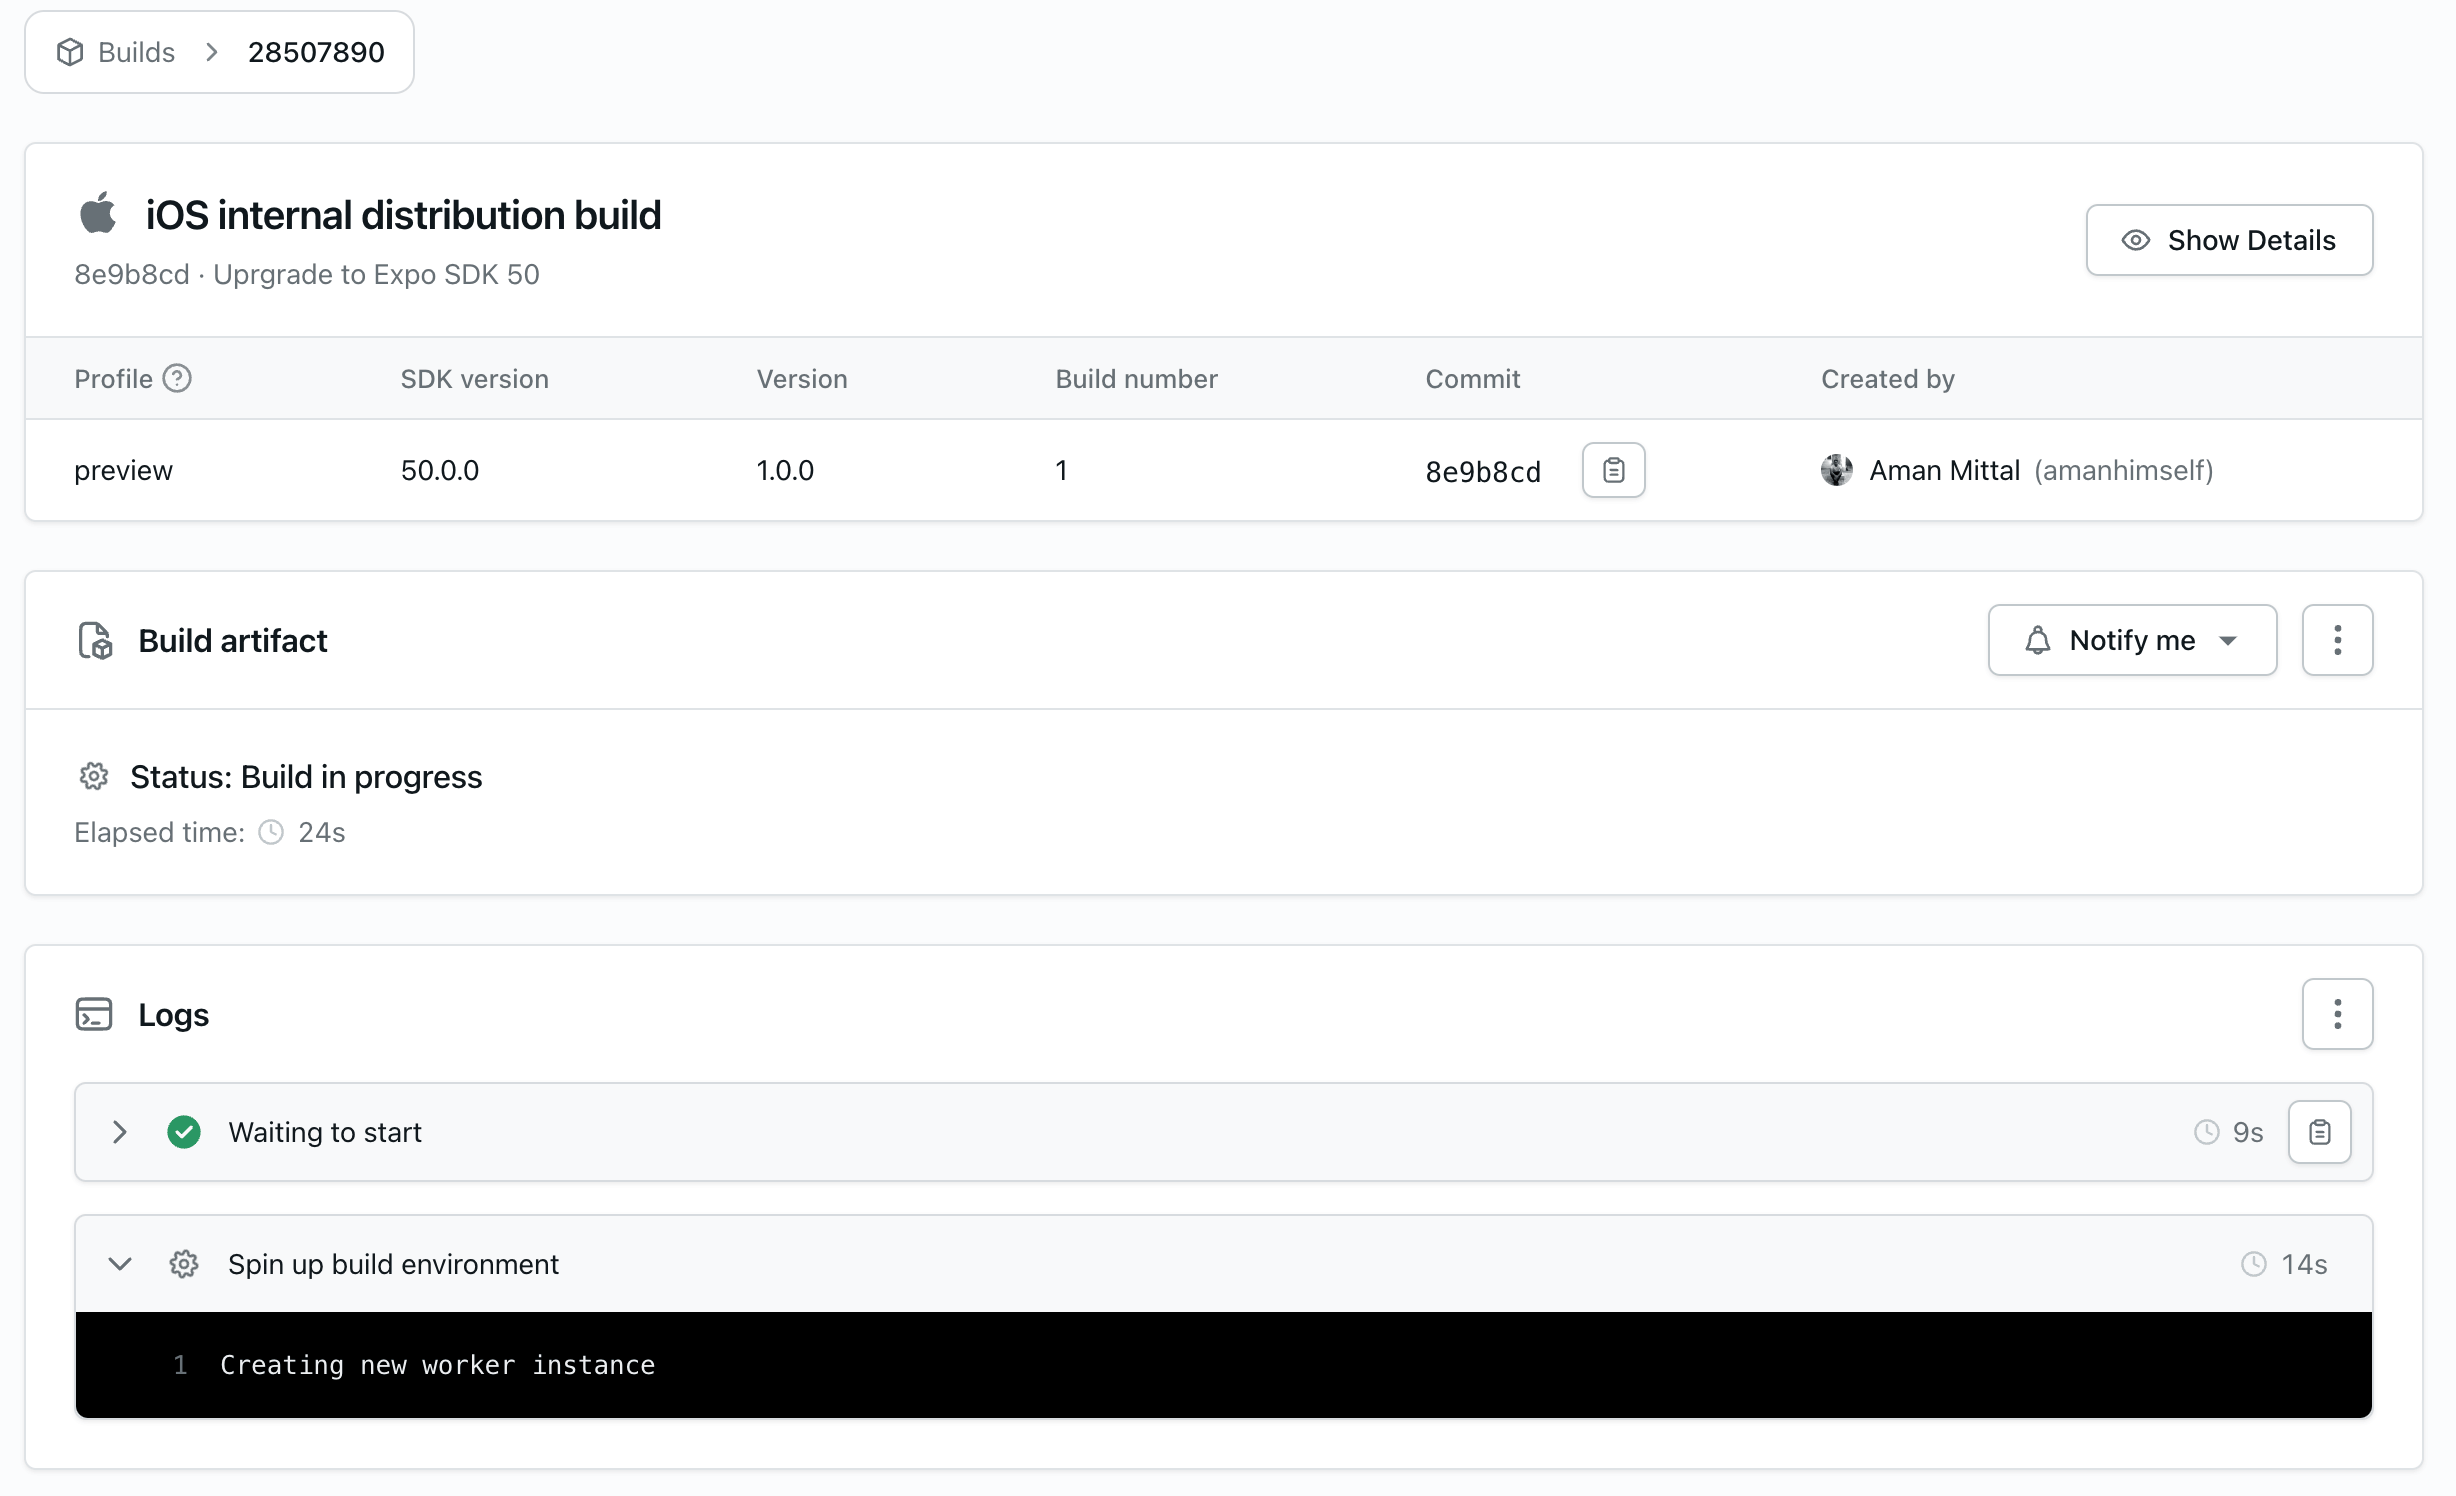 Builds > 28507890
iOS internal distribution build
8e9b8cd · Uprgrade to Expo SDK 50
Show Details
Profile SDK version Version Build number Commit Created by
preview 50.0.0 1.0.0 1 8e9b8cd Aman Mittal (amanhimself)
Build artifact Notify me
Status: Build in progress
Elapsed time: 24s
Logs
Waiting to start 9s
Spin up build environment 14s
1 Creating new worker instance